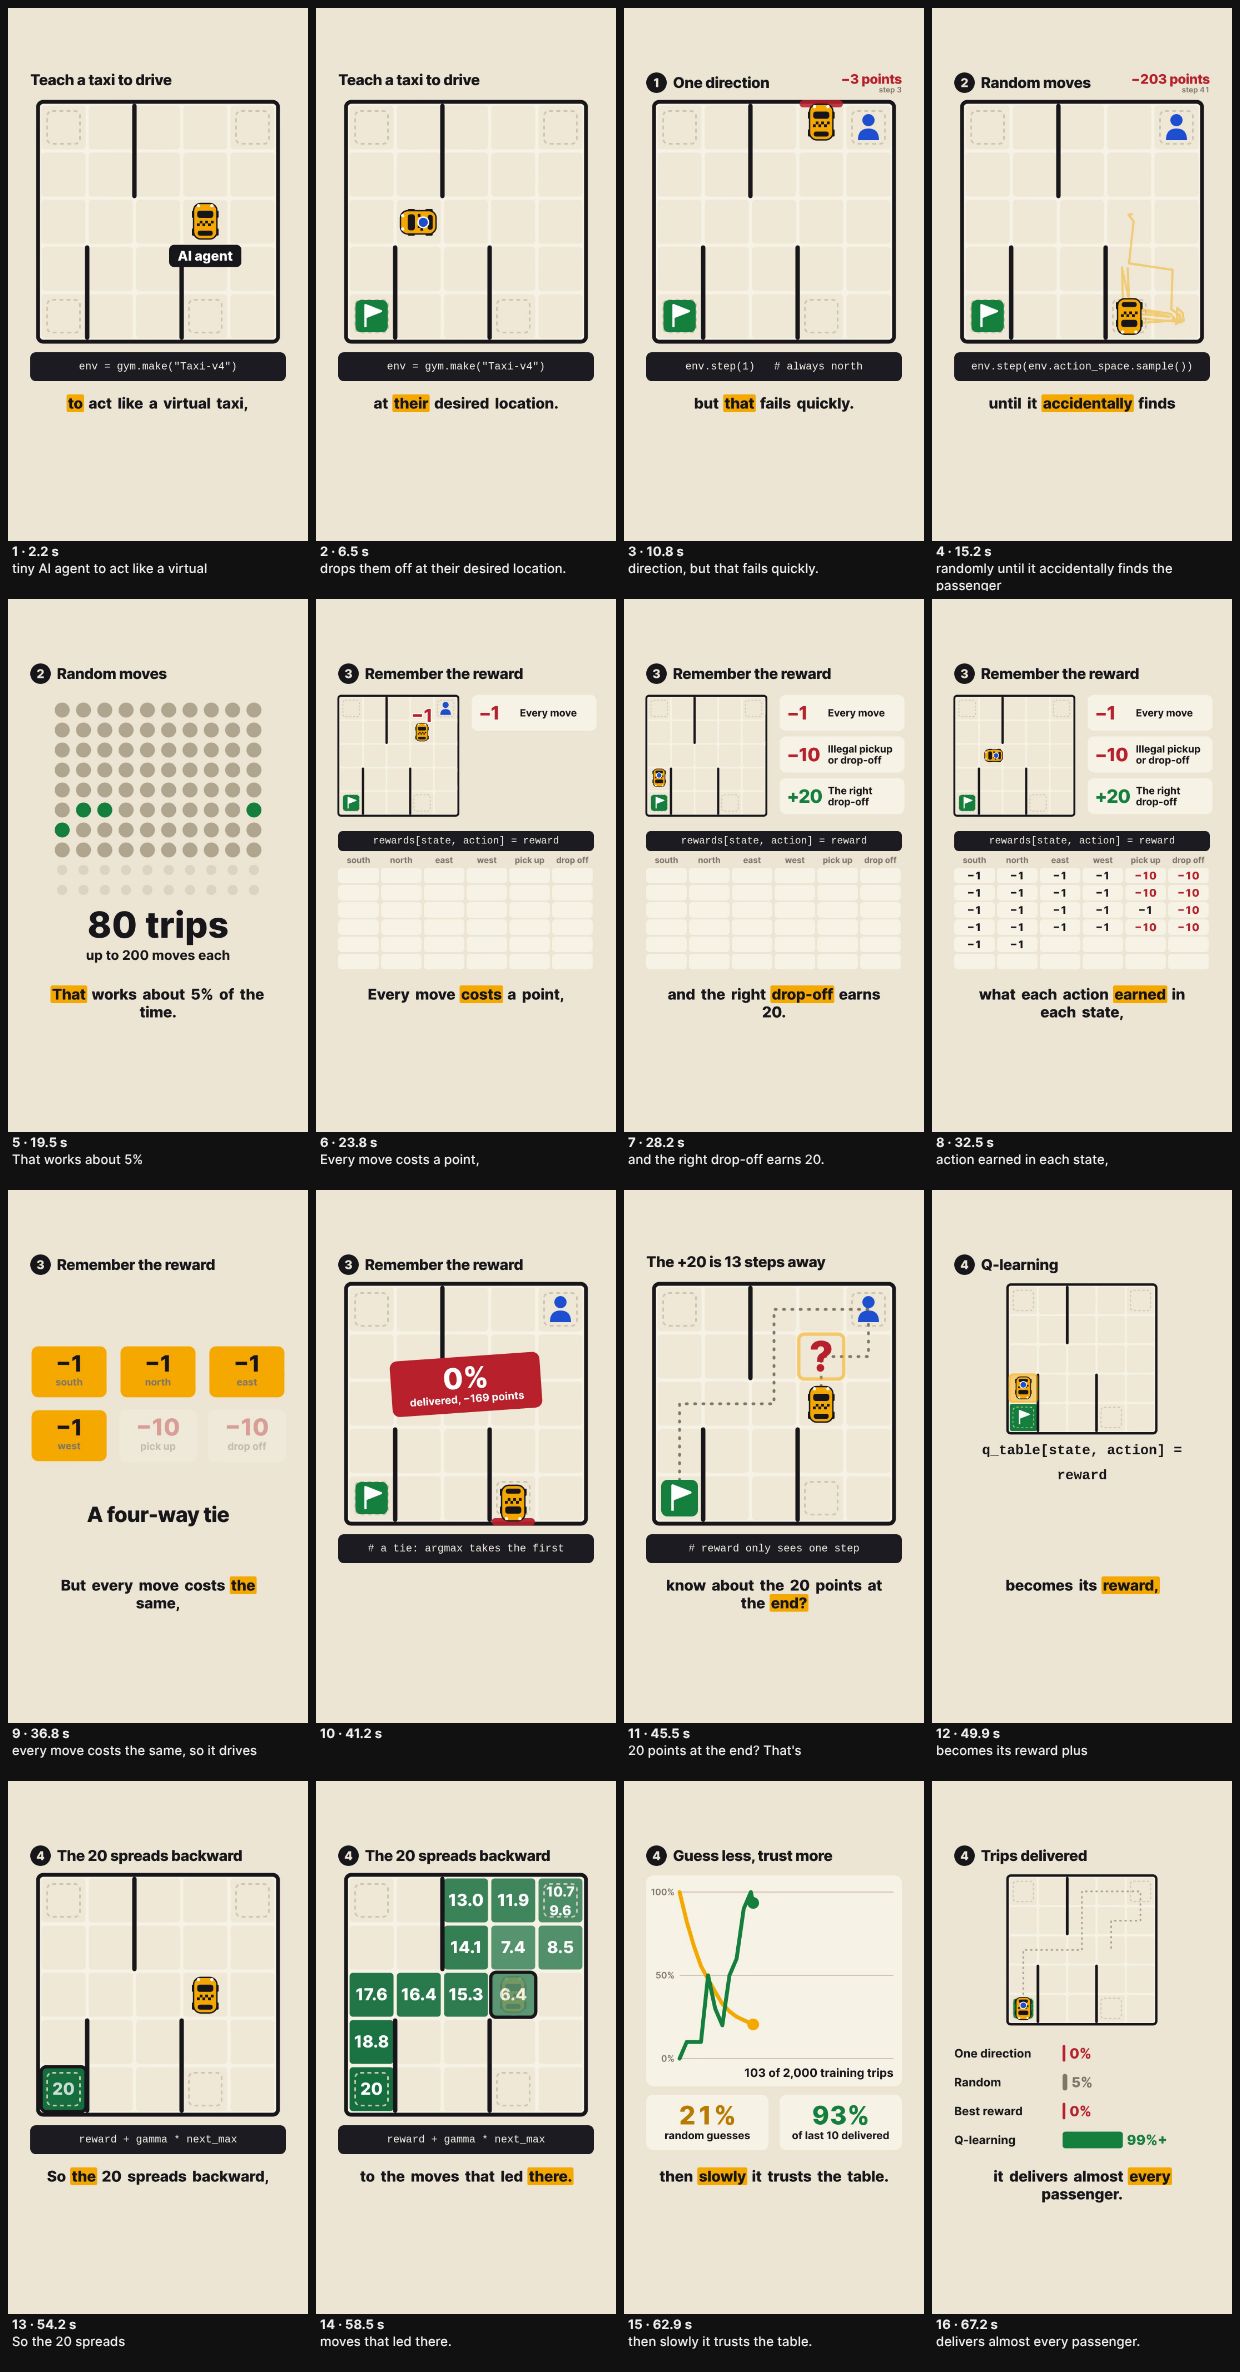 Teach a taxi to drive
AI agent
env = gym.make("Taxi-v4")
to act like a virtual taxi,
1 · 2.2 s
tiny AI agent to act like a virtual
Teach a taxi to drive
env = gym.make("Taxi-v4")
at their desired location.
2 · 6.5 s
drops them off at their desired location.
1 One direction
−3 points
step 3
env.step(1)   # always north
but that fails quickly.
3 · 10.8 s
direction, but that fails quickly.
2 Random moves
−203 points
step 41
env.step(env.action_space.sample())
until it accidentally finds
4 · 15.2 s
randomly until it accidentally finds the
passenger
2 Random moves
80 trips
up to 200 moves each
That works about 5% of the
time.
5 · 19.5 s
That works about 5%
3 Remember the reward
−1
−1 Every move
rewards[state, action] = reward
south north east west pick up drop off
Every move costs a point,
6 · 23.8 s
Every move costs a point,
3 Remember the reward
−1 Every move
−10 Illegal pickup
or drop-off
+20 The right
drop-off
rewards[state, action] = reward
south north east west pick up drop off
and the right drop-off earns
20.
7 · 28.2 s
and the right drop-off earns 20.
3 Remember the reward
−1 Every move
−10 Illegal pickup
or drop-off
+20 The right
drop-off
rewards[state, action] = reward
south north east west pick up drop off
−1 −1 −1 −1 −10 −10
−1 −1 −1 −1 −10 −10
−1 −1 −1 −1 −1 −10
−1 −1 −1 −1 −10 −10
−1 −1
what each action earned in
each state,
8 · 32.5 s
action earned in each state,
3 Remember the reward
−1 −1 −1
south north east
−1 −10 −10
west pick up drop off
A four-way tie
But every move costs the
same,
9 · 36.8 s
every move costs the same, so it drives
3 Remember the reward
0%
delivered, −169 points
# a tie: argmax takes the first
10 · 41.2 s
The +20 is 13 steps away
?
# reward only sees one step
know about the 20 points at
the end?
11 · 45.5 s
20 points at the end? That's
4 Q-learning
q_table[state, action] =
reward
becomes its reward,
12 · 49.9 s
becomes its reward plus
4 The 20 spreads backward
20
reward + gamma * next_max
So the 20 spreads backward,
13 · 54.2 s
So the 20 spreads
4 The 20 spreads backward
13.0 11.9 10.7
9.6
14.1 7.4 8.5
17.6 16.4 15.3 6.4
18.8
20
reward + gamma * next_max
to the moves that led there.
14 · 58.5 s
moves that led there.
4 Guess less, trust more
100%
50%
0%
103 of 2,000 training trips
21%
random guesses
93%
of last 10 delivered
then slowly it trusts the table.
15 · 62.9 s
then slowly it trusts the table.
4 Trips delivered
One direction 0%
Random 5%
Best reward 0%
Q-learning 99%+
it delivers almost every
passenger.
16 · 67.2 s
delivers almost every passenger.